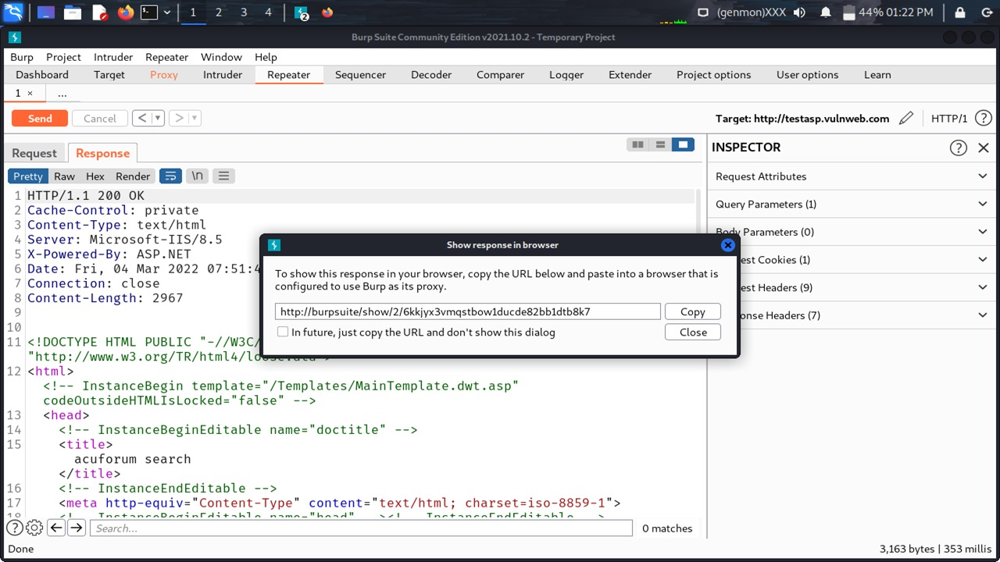 1 2 3 4 2 (genmon)XXX 44% 01:22 PM
Burp Suite Community Edition v2021.10.2 - Temporary Project
Burp Project Intruder Repeater Window Help
Dashboard Target Proxy Intruder Repeater Sequencer Decoder Comparer Logger Extender Project options User options Learn
1 × ...
Send Cancel < >
Target: http://testasp.vulnweb.com HTTP/1 ?
Request Response
INSPECTOR ?
Pretty Raw Hex Render \n
Request Attributes
Query Parameters (1)
Body Parameters (0)
est Cookies (1)
est Headers (9)
onse Headers (7)
1 HTTP/1.1 200 OK
2 Cache-Control: private
3 Content-Type: text/html
4 Server: Microsoft-IIS/8.5
5 X-Powered-By: ASP.NET
6 Date: Fri, 04 Mar 2022 07:51:4
7 Connection: close
8 Content-Length: 2967
9
10
11 <!DOCTYPE HTML PUBLIC "-//W3C/
"http://www.w3.org/TR/html4/loose.dtd">
12 <html>
<!-- InstanceBegin template="/Templates/MainTemplate.dwt.asp"
codeOutsideHTMLIsLocked="false" -->
13 <head>
14 <!-- InstanceBeginEditable name="doctitle" -->
15 <title>
acuforum search
</title>
16 <!-- InstanceEndEditable -->
17 <meta http-equiv="Content-Type" content="text/html; charset=iso-8859-1">
18 <!-- InstanceBeginEditable name="head" --><!-- InstanceEndEditable -->
Show response in browser
To show this response in your browser, copy the URL below and paste into a browser that is
configured to use Burp as its proxy.
http://burpsuite/show/2/6kkjyx3vmqstbow1ducde82bb1dtb8k7 Copy
In future, just copy the URL and don't show this dialog Close
? Search... 0 matches
Done 3,163 bytes | 353 millis